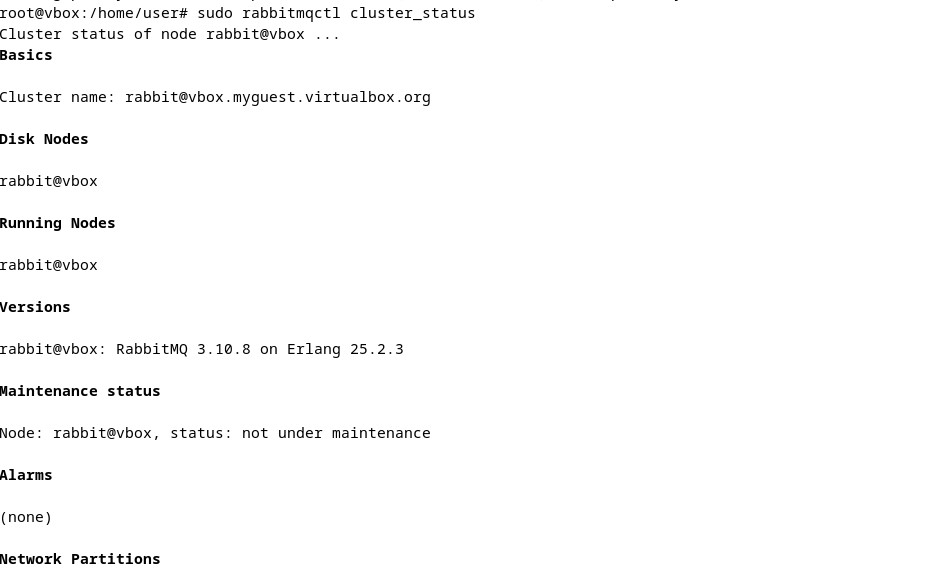 root@vbox:/home/user# sudo rabbitmqctl cluster_status
Cluster status of node rabbit@vbox ...
Basics
Cluster name: rabbit@vbox.myguest.virtualbox.org
Disk Nodes
rabbit@vbox
Running Nodes
rabbit@vbox
Versions
rabbit@vbox: RabbitMQ 3.10.8 on Erlang 25.2.3
Maintenance status
Node: rabbit@vbox, status: not under maintenance
Alarms
(none)
Network Partitions